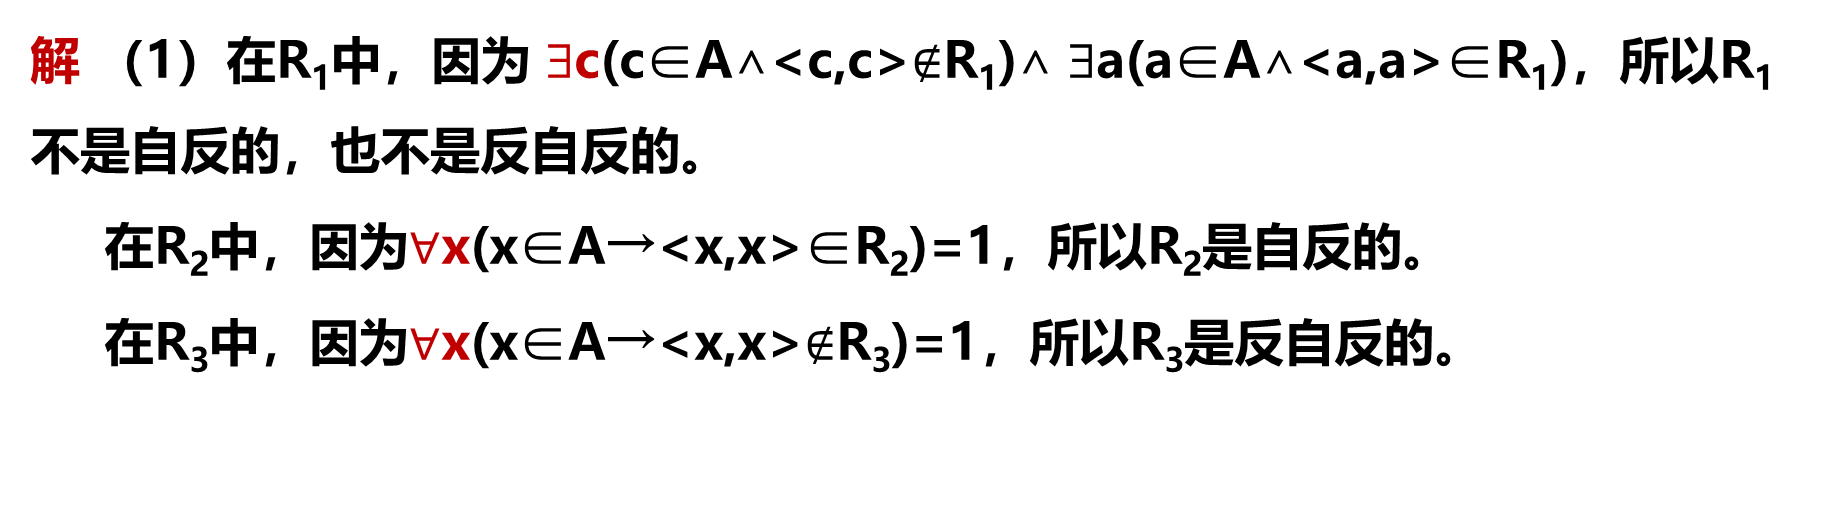 解 （1）在R₁中，因为 ∃c(c∈A∧<c,c>∉R₁)∧ ∃a(a∈A∧<a,a>∈R₁)，所以R₁
不是自反的，也不是反自反的。
在R₂中，因为∀x(x∈A→<x,x>∈R₂)=1，所以R₂是自反的。
在R₃中，因为∀x(x∈A→<x,x>∉R₃)=1，所以R₃是反自反的。